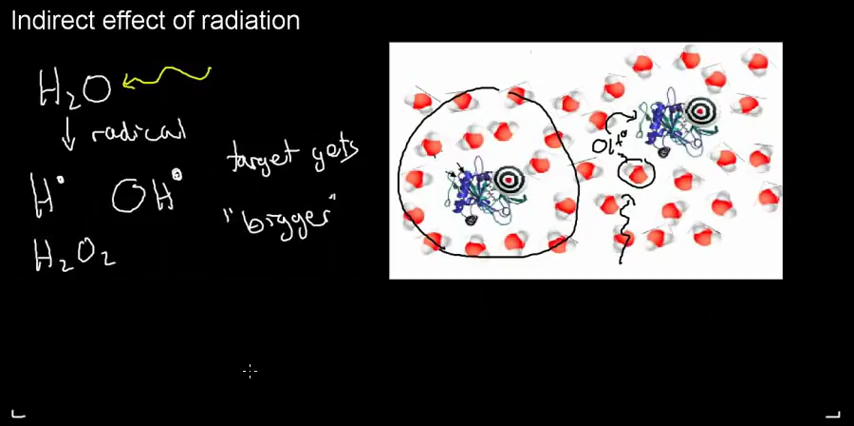 Indirect effect of radiation
H₂O
radical
H• OH•
H₂O₂
target gets
"bigger"
OH•